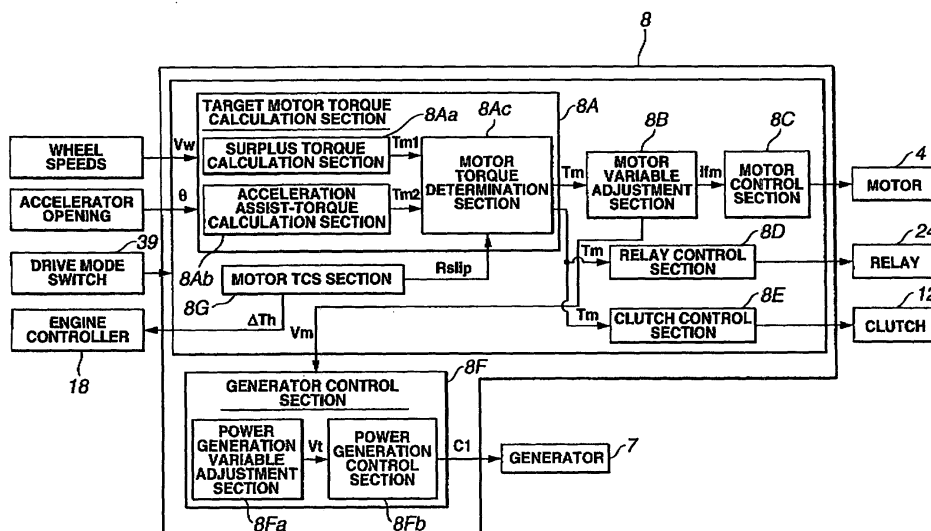 8
TARGET MOTOR TORQUE
CALCULATION SECTION
8Aa
8Ac
8A
8B
8C
WHEEL
SPEEDS
Vw
SURPLUS TORQUE
CALCULATION SECTION
Tm1
MOTOR
TORQUE
DETERMINATION
SECTION
Tm
MOTOR
VARIABLE
ADJUSTMENT
SECTION
Ifm
MOTOR
CONTROL
SECTION
4
MOTOR
ACCELERATOR
OPENING
θ
ACCELERATION
ASSIST-TORQUE
CALCULATION
SECTION
Tm2
39
8Ab
DRIVE MODE
SWITCH
8G
MOTOR TCS SECTION
Rslip
Tm
8D
RELAY CONTROL
SECTION
24
RELAY
ENGINE
CONTROLLER
18
ΔTh
Vm
Tm
8E
CLUTCH CONTROL
SECTION
12
CLUTCH
8F
GENERATOR CONTROL
SECTION
POWER
GENERATION
VARIABLE
ADJUSTMENT
SECTION
Vt
POWER
GENERATION
CONTROL
SECTION
C1
GENERATOR
7
8Fa
8Fb